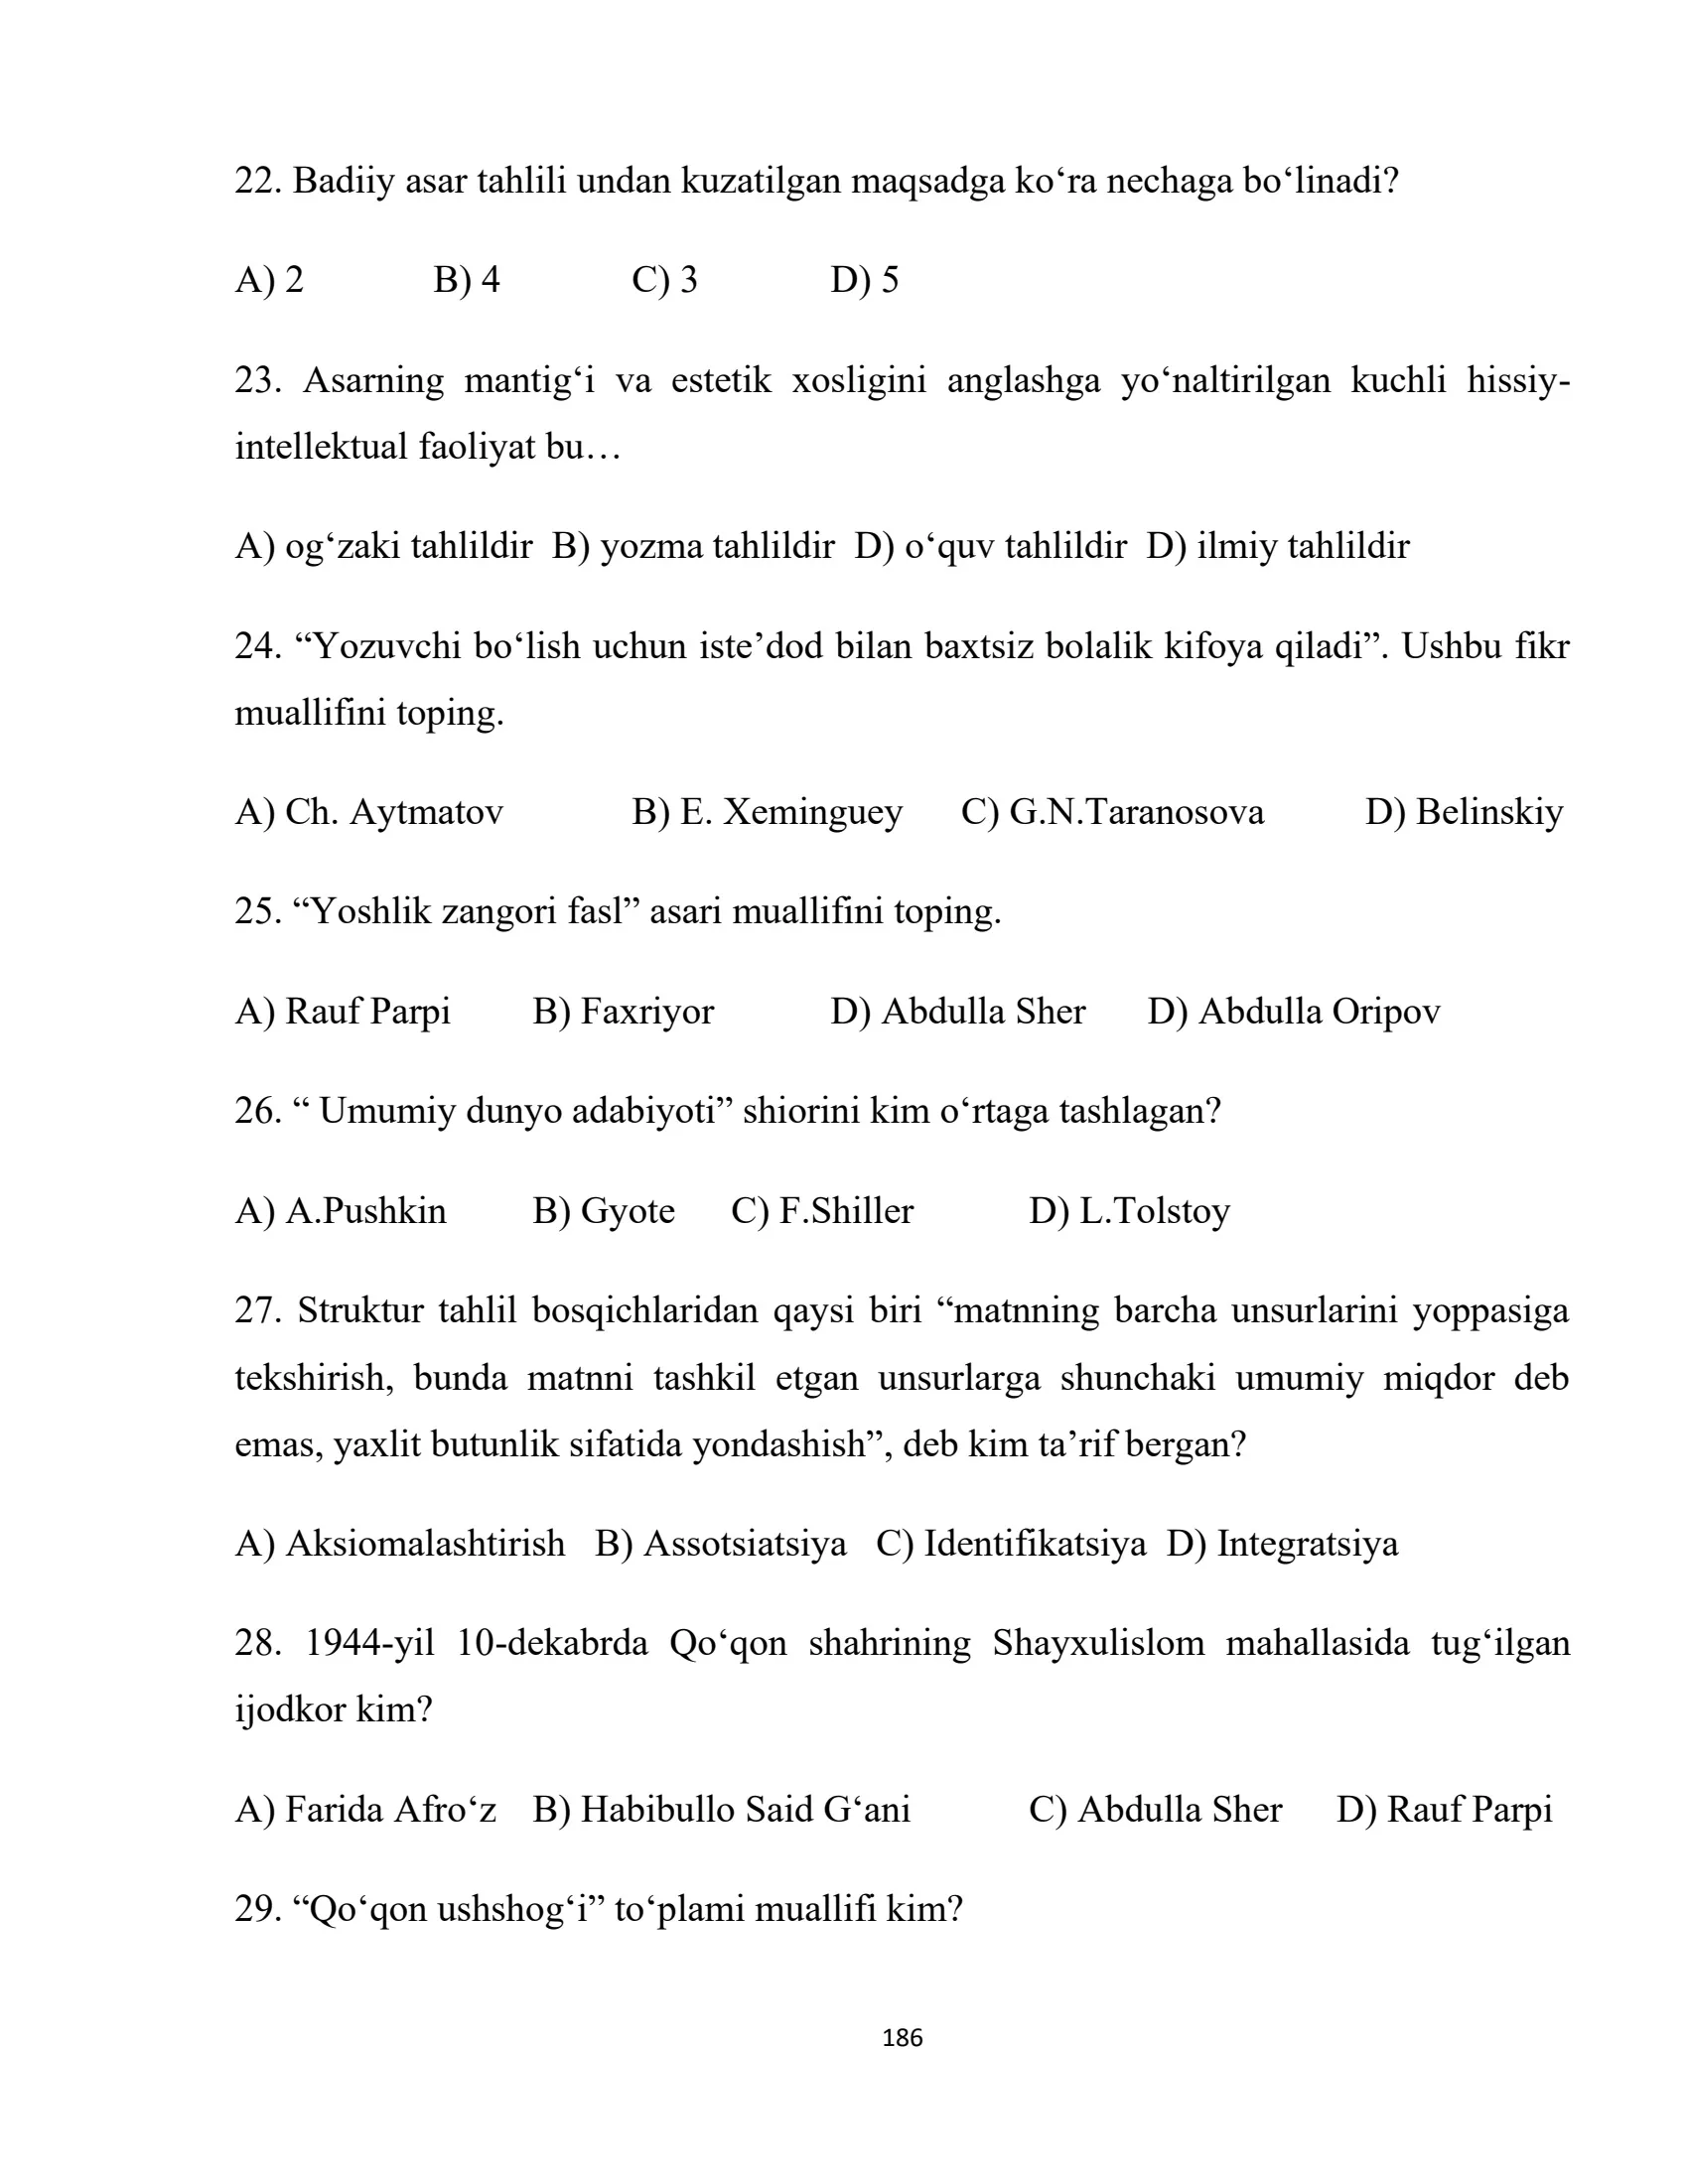 22. Badiiy asar tahlili undan kuzatilgan maqsadga ko‘ra nechaga bo‘linadi?
A) 2 B) 4 C) 3 D) 5
23. Asarning mantig‘i va estetik xosligini anglashga yo‘naltirilgan kuchli hissiy-
intellektual faoliyat bu…
A) og‘zaki tahlildir B) yozma tahlildir D) o‘quv tahlildir D) ilmiy tahlildir
24. “Yozuvchi bo‘lish uchun iste’dod bilan baxtsiz bolalik kifoya qiladi”. Ushbu fikr
muallifini toping.
A) Ch. Aytmatov B) E. Xeminguey C) G.N.Taranosova D) Belinskiy
25. “Yoshlik zangori fasl” asari muallifini toping.
A) Rauf Parpi B) Faxriyor D) Abdulla Sher D) Abdulla Oripov
26. “ Umumiy dunyo adabiyoti” shiorini kim o‘rtaga tashlagan?
A) A.Pushkin B) Gyote C) F.Shiller D) L.Tolstoy
27. Struktur tahlil bosqichlaridan qaysi biri “matnning barcha unsurlarini yoppasiga
tekshirish, bunda matnni tashkil etgan unsurlarga shunchaki umumiy miqdor deb
emas, yaxlit butunlik sifatida yondashish”, deb kim ta’rif bergan?
A) Aksiomalashtirish B) Assotsiatsiya C) Identifikatsiya D) Integratsiya
28. 1944-yil 10-dekabrda Qo‘qon shahrining Shayxulislom mahallasida tug‘ilgan
ijodkor kim?
A) Farida Afro‘z B) Habibullo Said G‘ani C) Abdulla Sher D) Rauf Parpi
29. “Qo‘qon ushshog‘i” to‘plami muallifi kim?
186